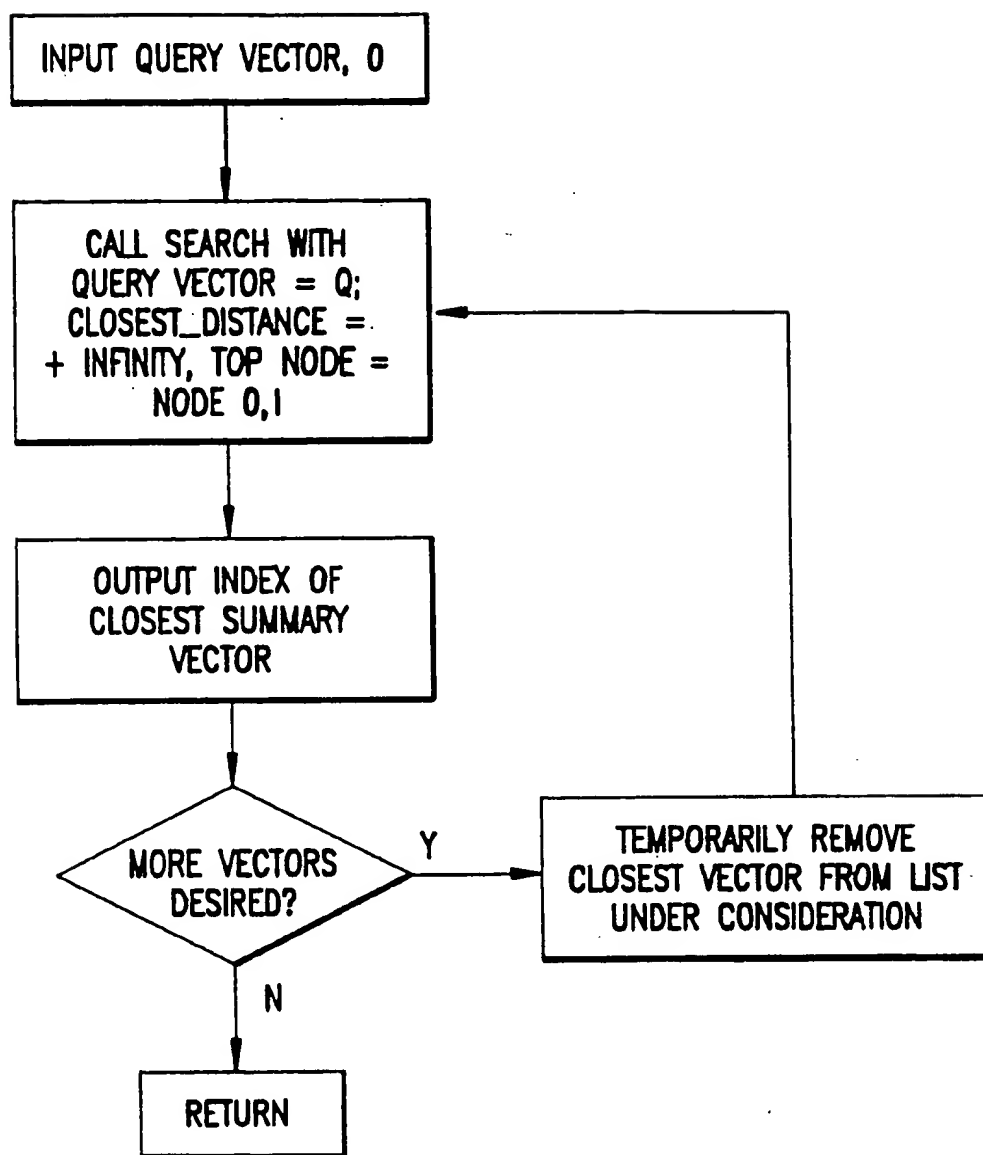 INPUT QUERY VECTOR, 0
CALL SEARCH WITH
QUERY VECTOR = Q;
CLOSEST_DISTANCE =
+ INFINITY, TOP NODE =
NODE 0,1
OUTPUT INDEX OF
CLOSEST SUMMARY
VECTOR
MORE VECTORS
DESIRED?
Y
TEMPORARILY REMOVE
CLOSEST VECTOR FROM LIST
UNDER CONSIDERATION
N
RETURN